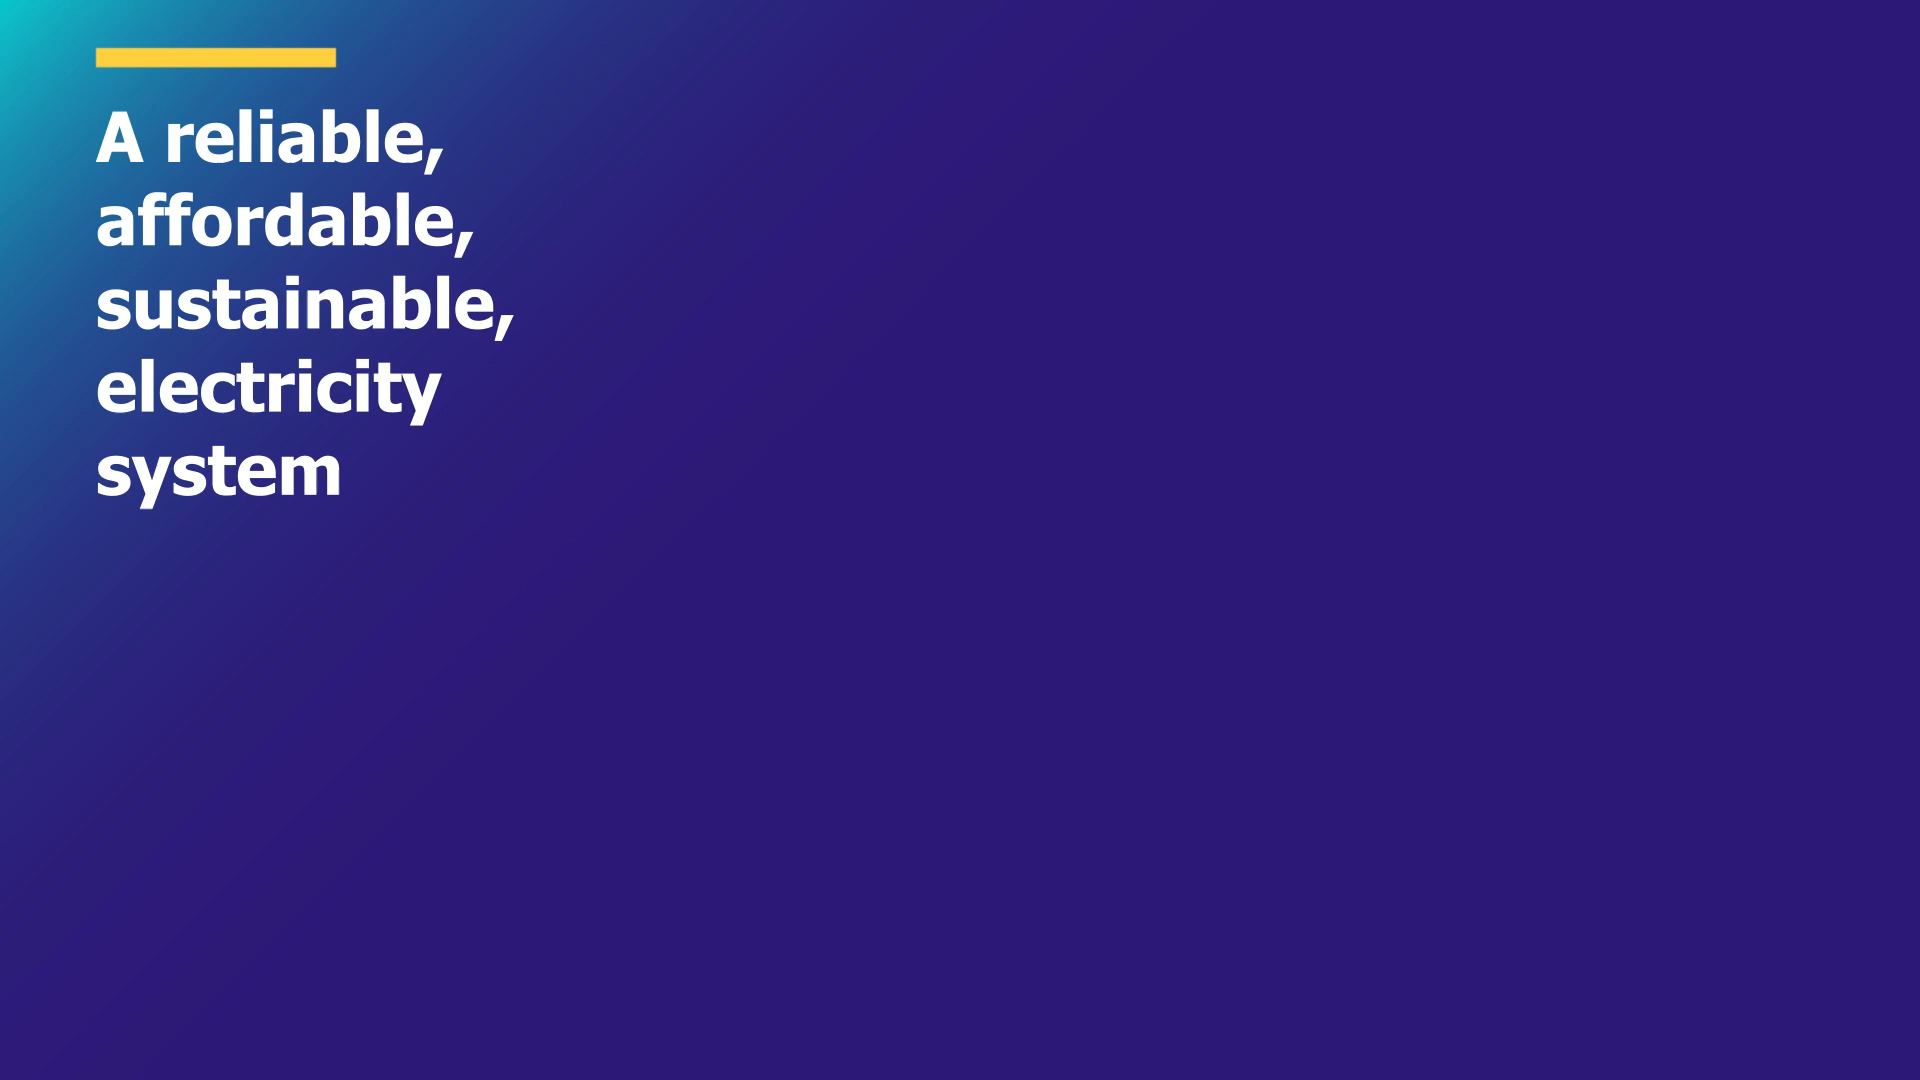 A reliable,
affordable,
sustainable,
electricity
system